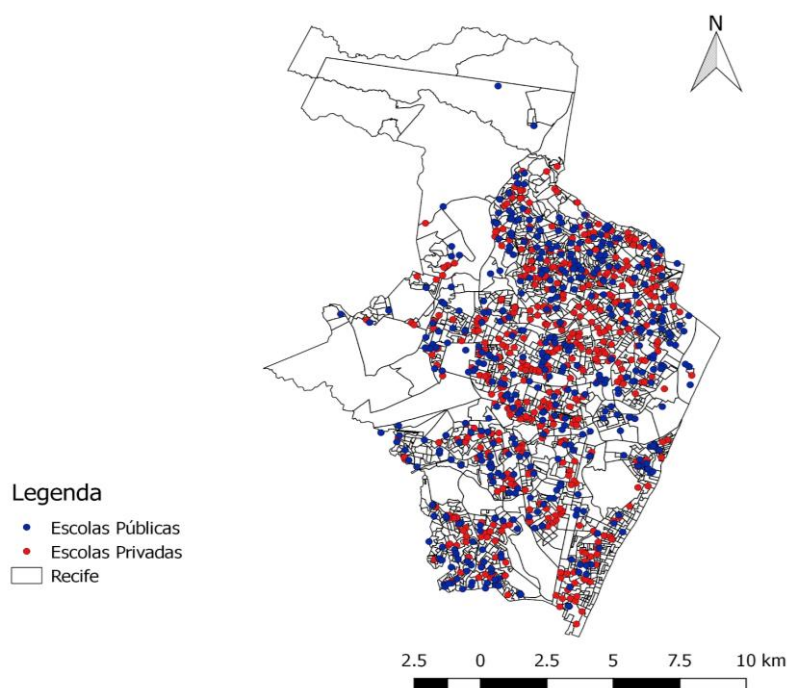 N
Legenda
Escolas Públicas
Escolas Privadas
Recife
2.5 0 2.5 5 7.5 10 km